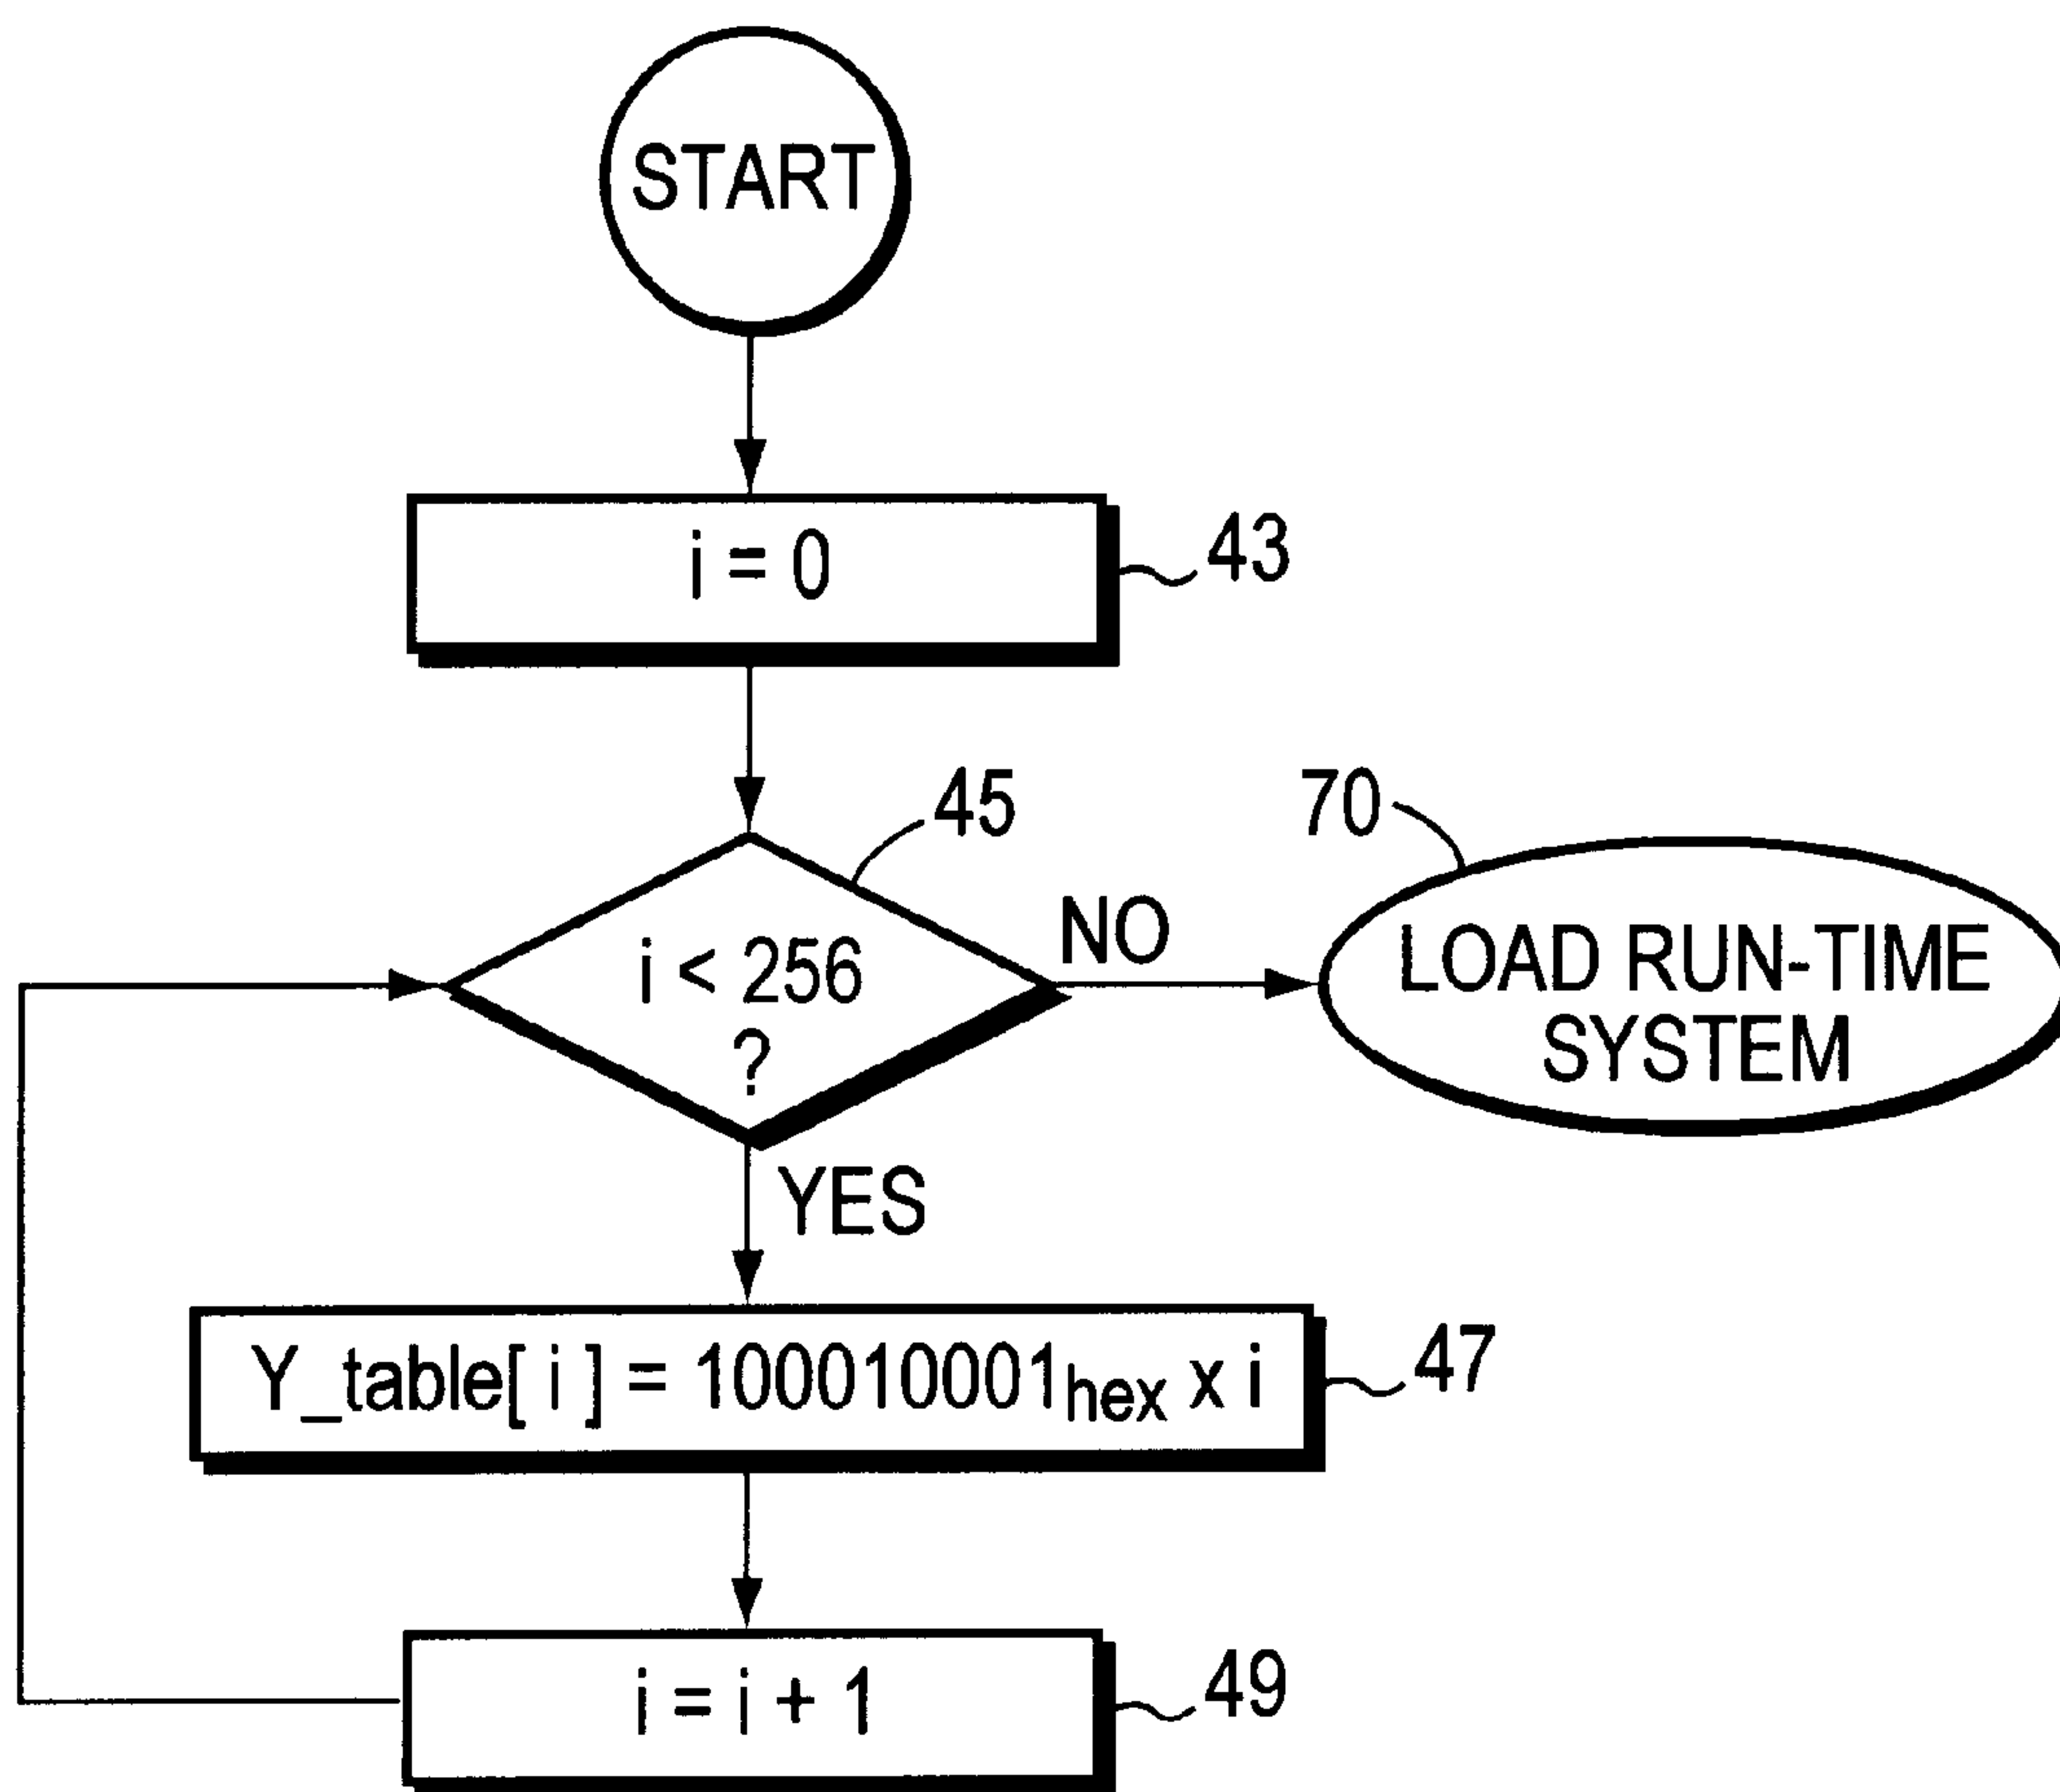 START
i = 0
43
45
70
i < 256
?
NO
LOAD RUN-TIME
SYSTEM
YES
Y_table[ i ] = 100010001hex x i
47
i = i + 1
49